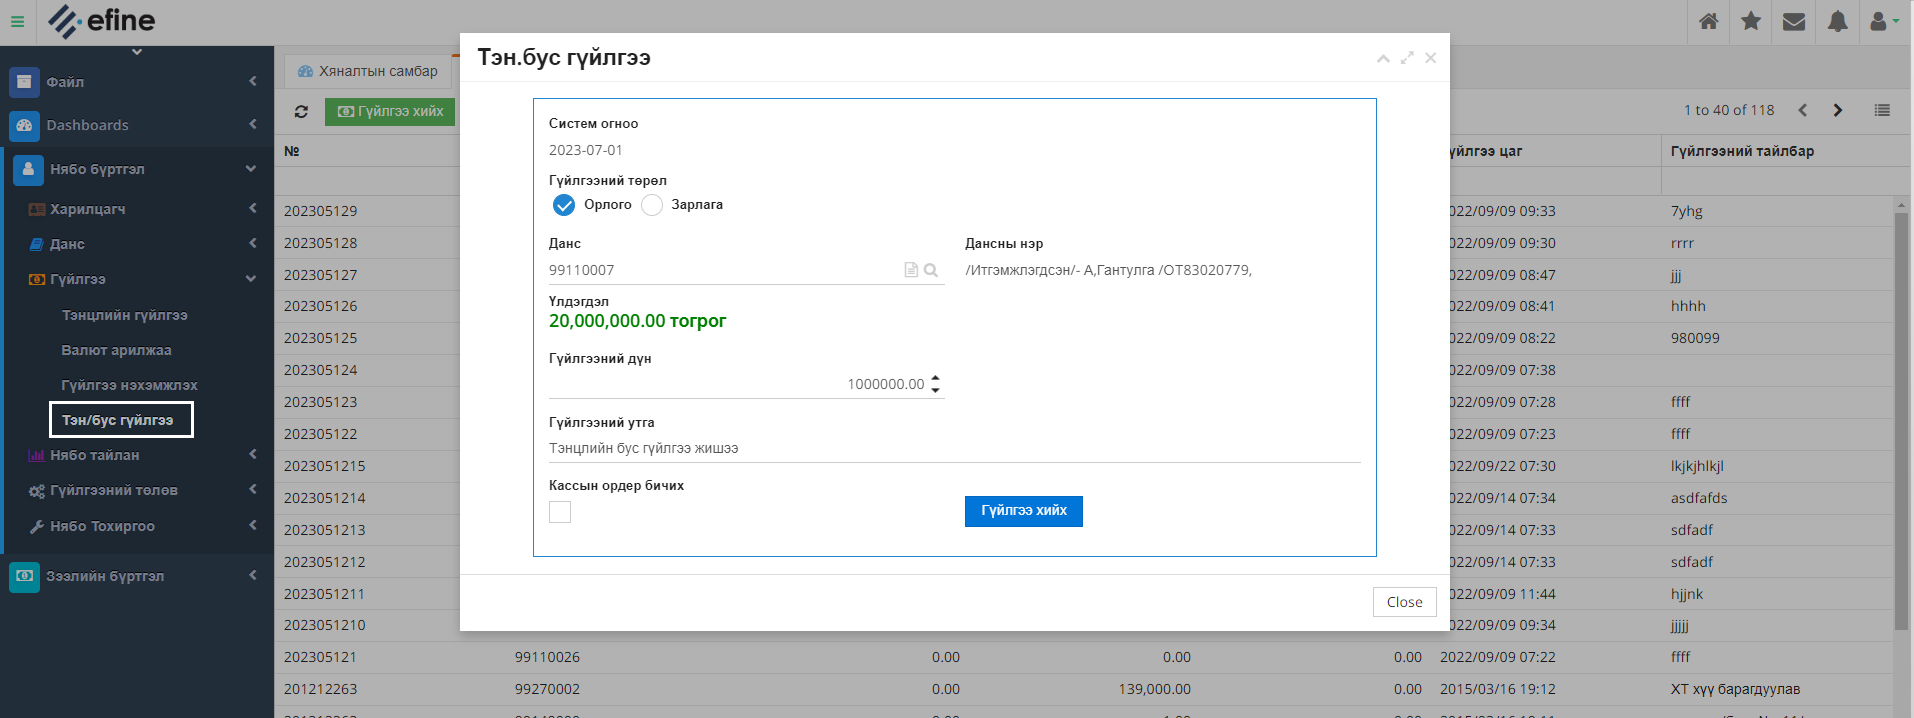 efine
Файл
Dashboards
Нябо бүртгэл
Харилцагч
Данс
Гүйлгээ
Тэнцлийн гүйлгээ
Валют арилжаа
Гүйлгээ нэхэмжлэх
Тэн/бус гүйлгээ
Нябо тайлан
Гүйлгээний төлөв
Нябо Тохиргоо
Зээлийн бүртгэл
Хяналтын самбар
Гүйлгээ хийх
1 to 40 of 118
Тэн.бус гүйлгээ
Систем огноо
2023-07-01
Гүйлгээний төрөл
Орлого Зарлага
Данс Дансны нэр
99110007 /Итгэмжлэгдсэн/- А,Гантулга /ОТ83020779,
Үлдэгдэл
20,000,000.00 төгрөг
Гүйлгээний дүн
1000000.00
Гүйлгээний утга
Тэнцлийн бус гүйлгээ жишээ
Кассын ордер бичих
Гүйлгээ хийх
Close
№ үйлгээ цаг Гүйлгээний тайлбар
202305129 022/09/09 09:33 7yhg
202305128 022/09/09 09:30 rrrr
202305127 022/09/09 08:47 jjj
202305126 022/09/09 08:41 hhhh
202305125 022/09/09 08:22 980099
202305124 022/09/09 07:38
202305123 022/09/09 07:28 ffff
202305122 022/09/09 07:23 ffff
2023051215 022/09/22 07:30 lkjkjhlkjl
2023051214 022/09/14 07:34 asdfafds
2023051213 022/09/14 07:33 sdfadf
2023051212 022/09/14 07:33 sdfadf
2023051211 022/09/09 11:44 hjjnk
2023051210 022/09/09 09:34 jjjjj
202305121 99110026 0.00 0.00 0.00 2022/09/09 07:22 ffff
201212263 99270002 0.00 139,000.00 0.00 2015/03/16 19:12 ХТ хүү барагдуулав